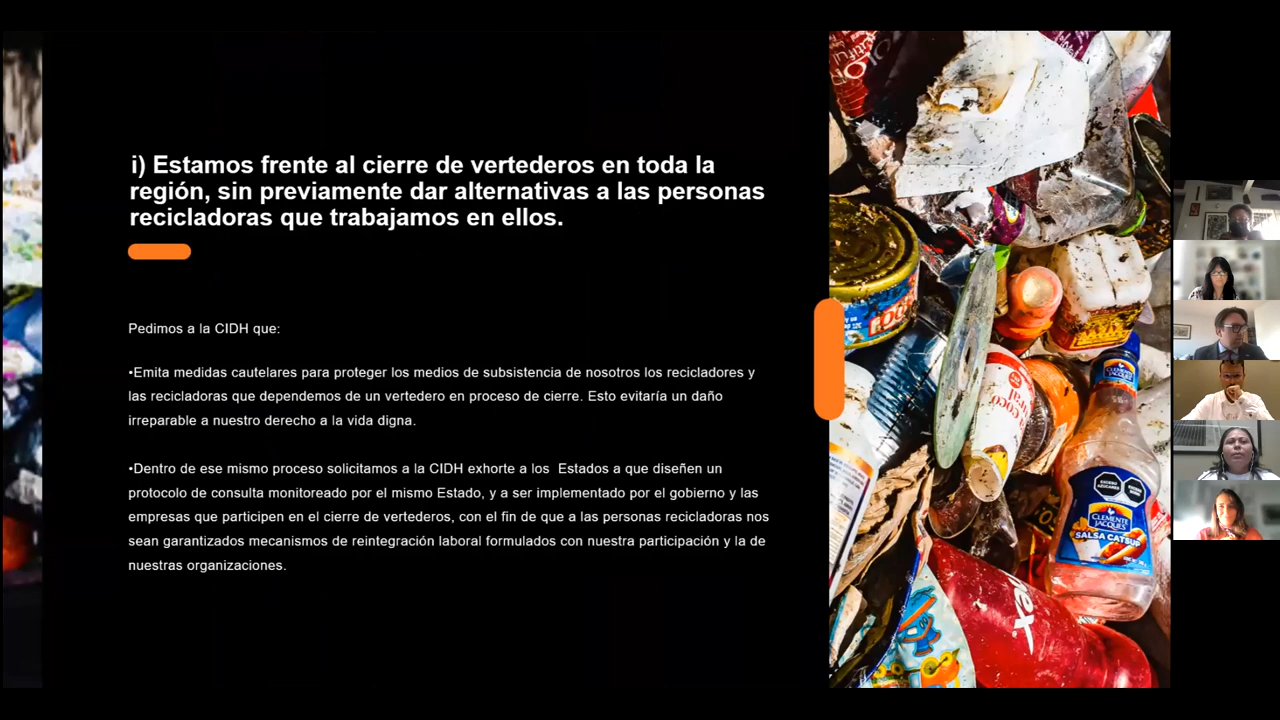 i) Estamos frente al cierre de vertederos en toda la
región, sin previamente dar alternativas a las personas
recicladoras que trabajamos en ellos.
Pedimos a la CIDH que:
•Emita medidas cautelares para proteger los medios de subsistencia de nosotros los recicladores y
las recicladoras que dependemos de un vertedero en proceso de cierre. Esto evitaría un daño
irreparable a nuestro derecho a la vida digna.
•Dentro de ese mismo proceso solicitamos a la CIDH exhorte a los Estados a que diseñen un
protocolo de consulta monitoreado por el mismo Estado, y a ser implementado por el gobierno y las
empresas que participen en el cierre de vertederos, con el fin de que a las personas recicladoras nos
sean garantizados mecanismos de reintegración laboral formulados con nuestra participación y la de
nuestras organizaciones.
CLEMENTE
JACQUES
EXCESO
AZÚCARES
EXCESO
SODIO
CLEMENTE
JACQUES
SALSA CATSUP